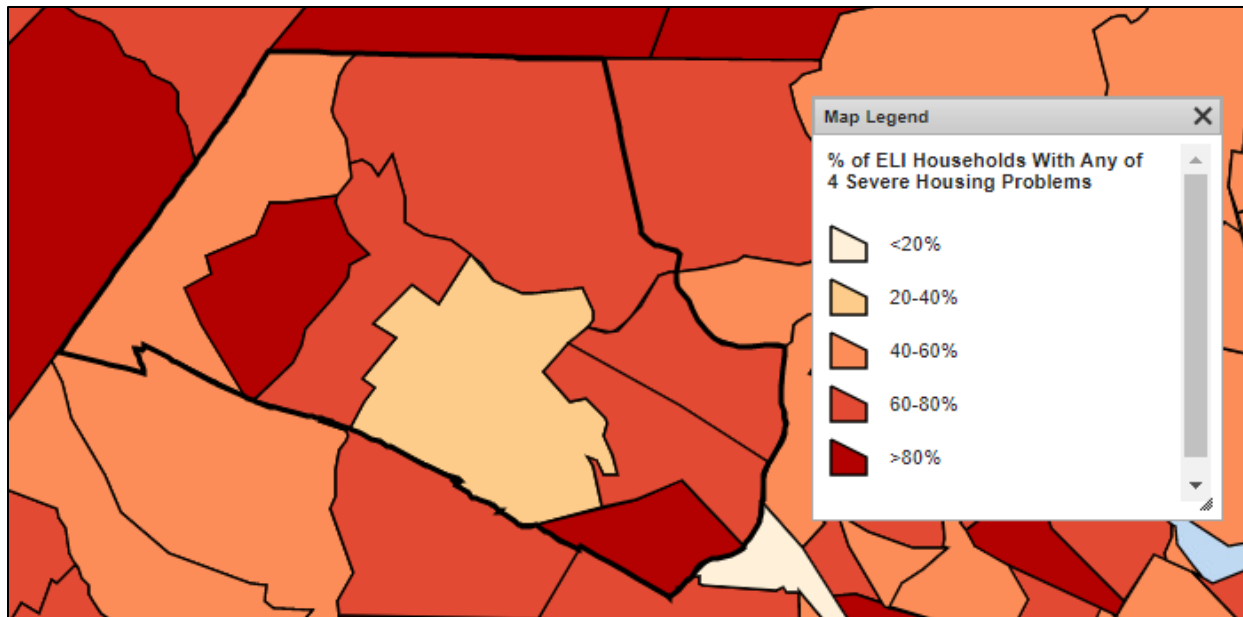 Map Legend
% of ELI Households With Any of
4 Severe Housing Problems
<20%
20-40%
40-60%
60-80%
>80%